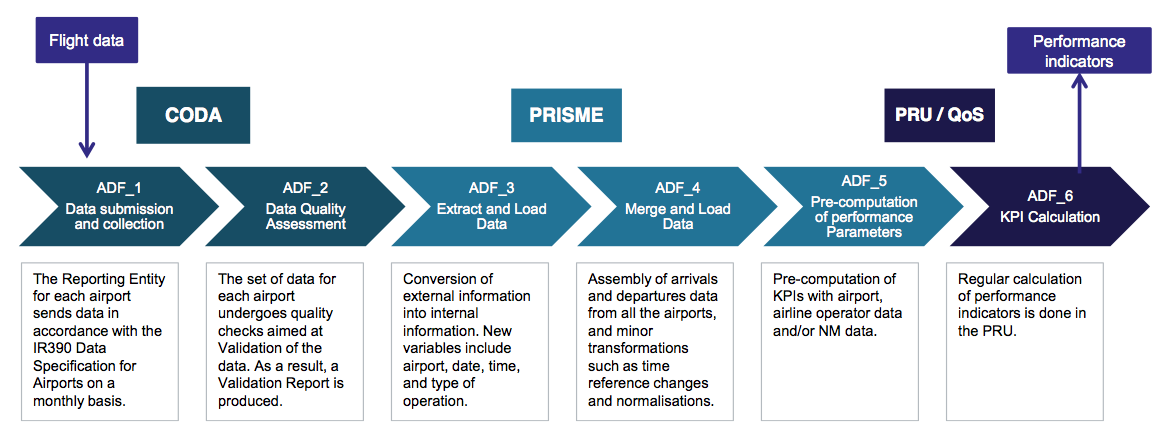 Flight data
Performance
indicators
CODA
PRISME
PRU / QoS
ADF_1
Data submission
and collection
ADF_2
Data Quality
Assessment
ADF_3
Extract and Load
Data
ADF_4
Merge and Load
Data
ADF_5
Pre-computation
of performance
Parameters
ADF_6
KPI Calculation
The Reporting Entity
for each airport
sends data in
accordance with the
IR390 Data
Specification for
Airports on a
monthly basis.
The set of data for
each airport
undergoes quality
checks aimed at
Validation of the
data. As a result, a
Validation Report is
produced.
Conversion of
external information
into internal
information. New
variables include
airport, date, time,
and type of
operation.
Assembly of arrivals
and departures data
from all the airports,
and minor
transformations
such as time
reference changes
and normalisations.
Pre-computation of
KPIs with airport,
airline operator data
and/or NM data.
Regular calculation
of performance
indicators is done in
the PRU.